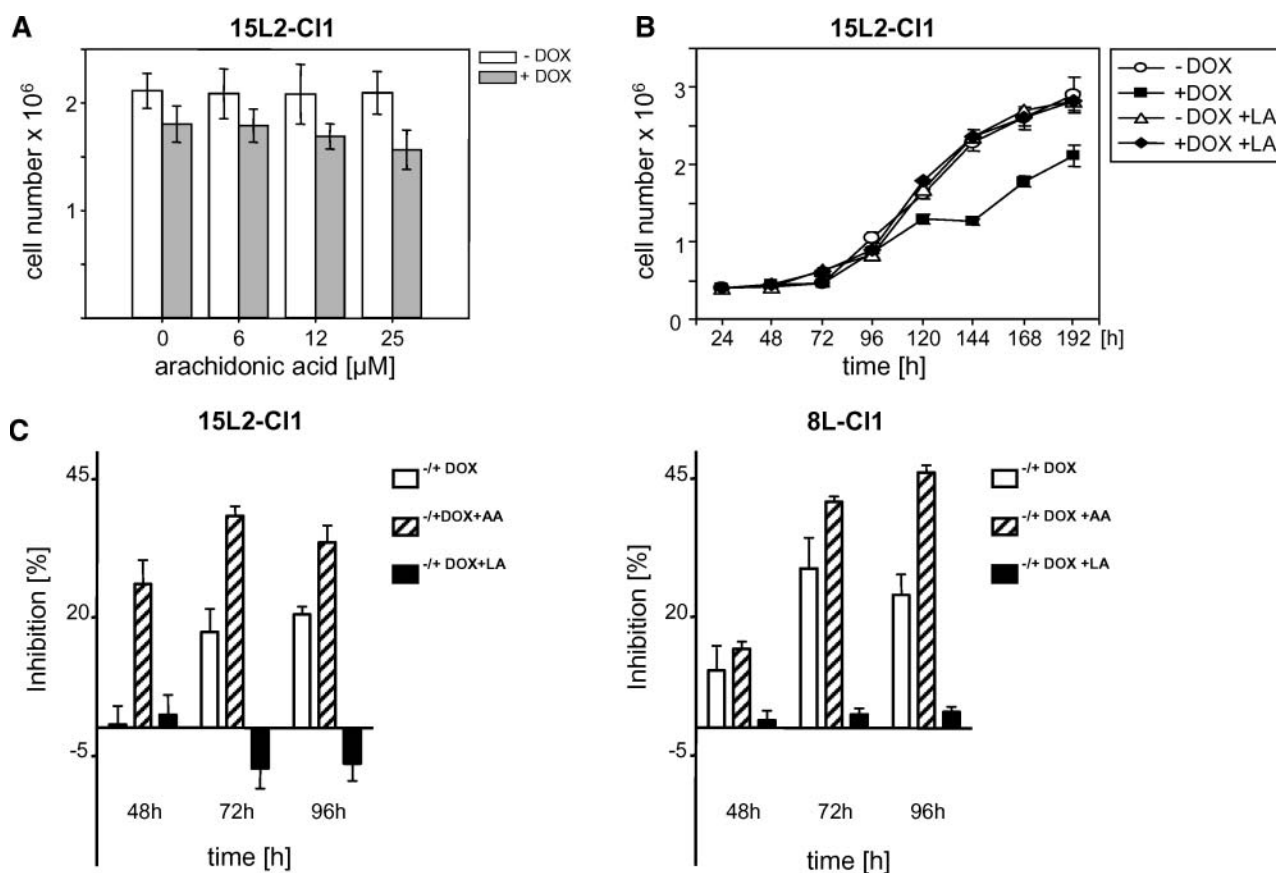 A
15L2-Cl1
- DOX
+ DOX
cell number x 10⁶
2
1
0 6 12 25
arachidonic acid [µM]
B
15L2-Cl1
- DOX
+DOX
- DOX +LA
+DOX +LA
cell number x 10⁶
3
2
1
0
24 48 72 96 120 144 168 192 [h]
time [h]
C
15L2-Cl1
-/+ DOX
-/+DOX+AA
-/+ DOX+LA
Inhibition [%]
45
20
-5
48h 72h 96h
time [h]
8L-Cl1
-/+ DOX
-/+ DOX +AA
-/+ DOX +LA
Inhibition [%]
45
20
-5
48h 72h 96h
time [h]